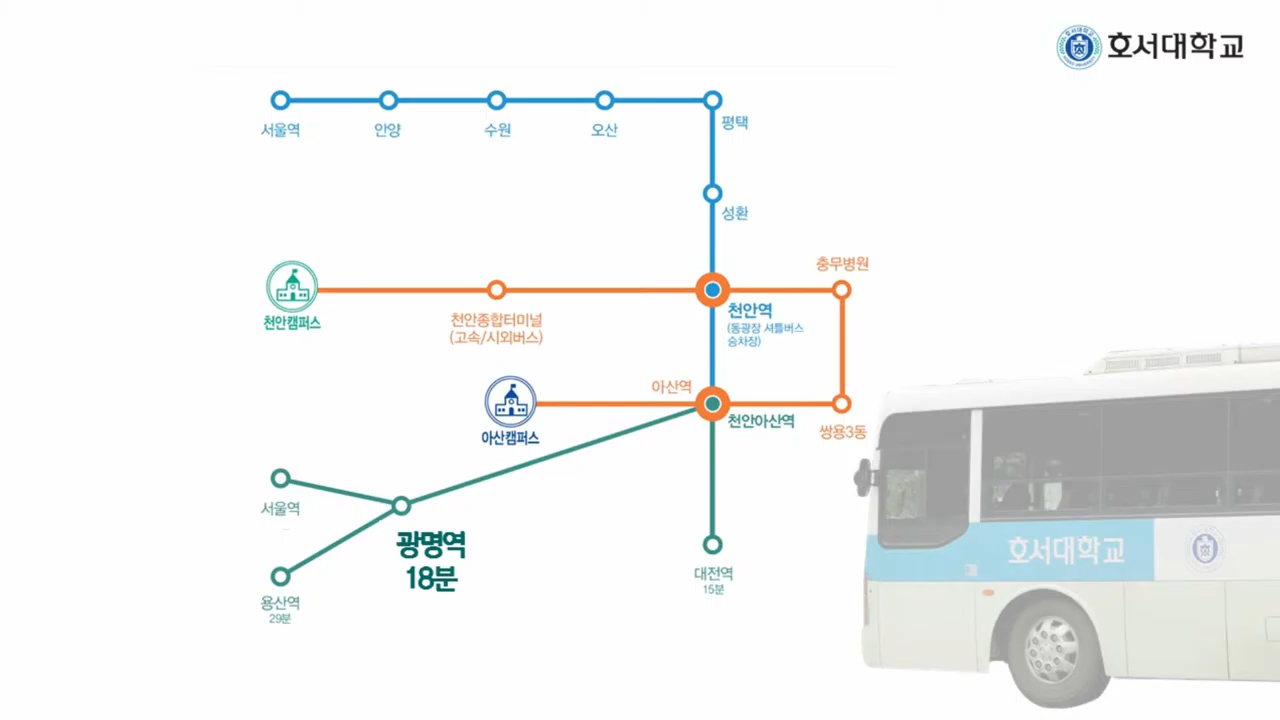 호서대학교
서울역
안양
수원
오산
평택
성환
충무병원
천안캠퍼스
천안종합터미널
(고속/시외버스)
천안역
(동광장 셔틀버스
승차장)
아산역
아산캠퍼스
천안아산역
쌍용3동
서울역
광명역
18분
용산역
29분
대전역
15분
호서대학교